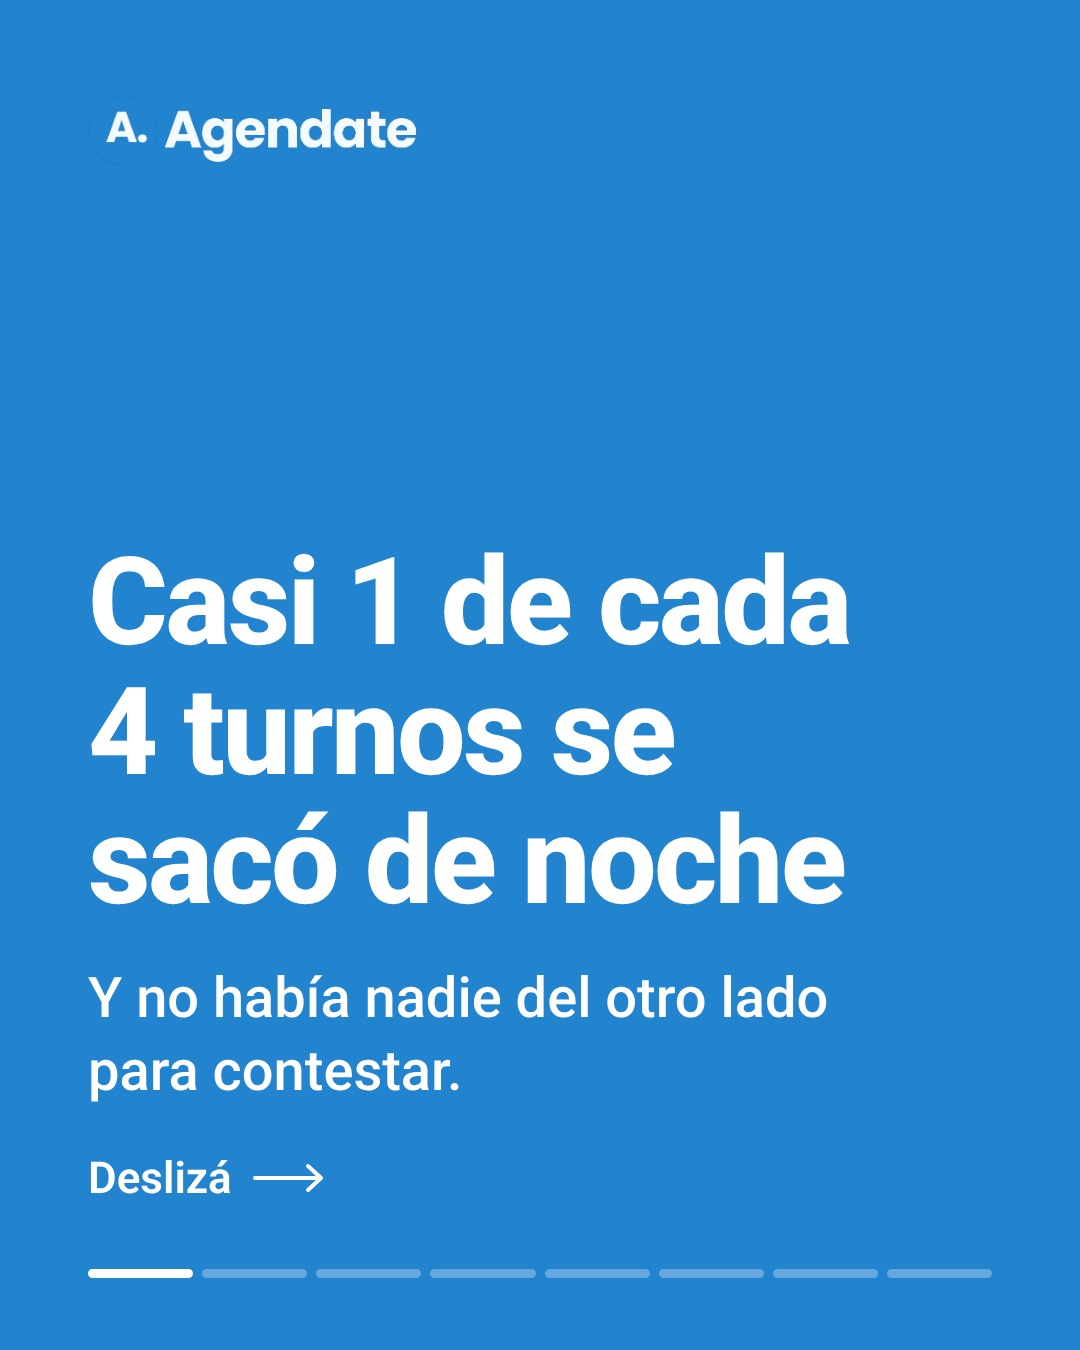 A. Agendate
Casi 1 de cada
4 turnos se
sacó de noche
Y no había nadie del otro lado
para contestar.
Deslizá